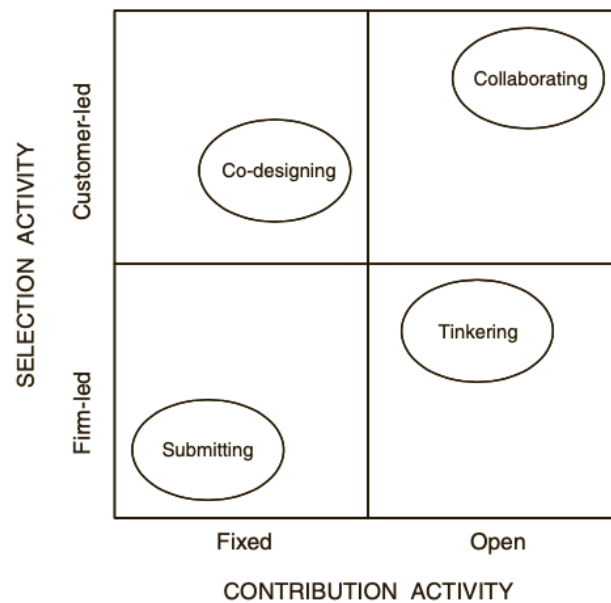 Collaborating
Co-designing
Tinkering
Submitting
SELECTION ACTIVITY
Customer-led
Firm-led
Fixed
Open
CONTRIBUTION ACTIVITY